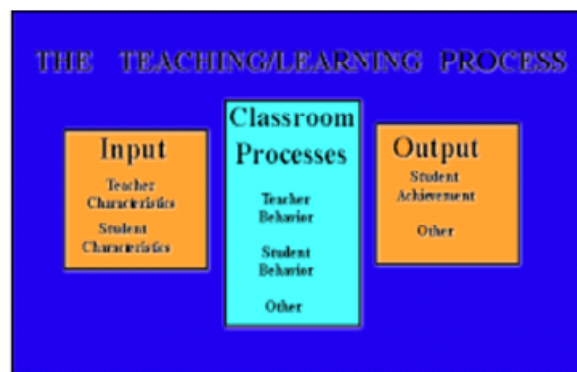 THE TEACHING/LEARNING PROCESS
Input
Teacher
Characteristics
Student
Characteristics
Classroom
Processes
Teacher
Behavior
Student
Behavior
Other
Output
Student
Achievement
Other